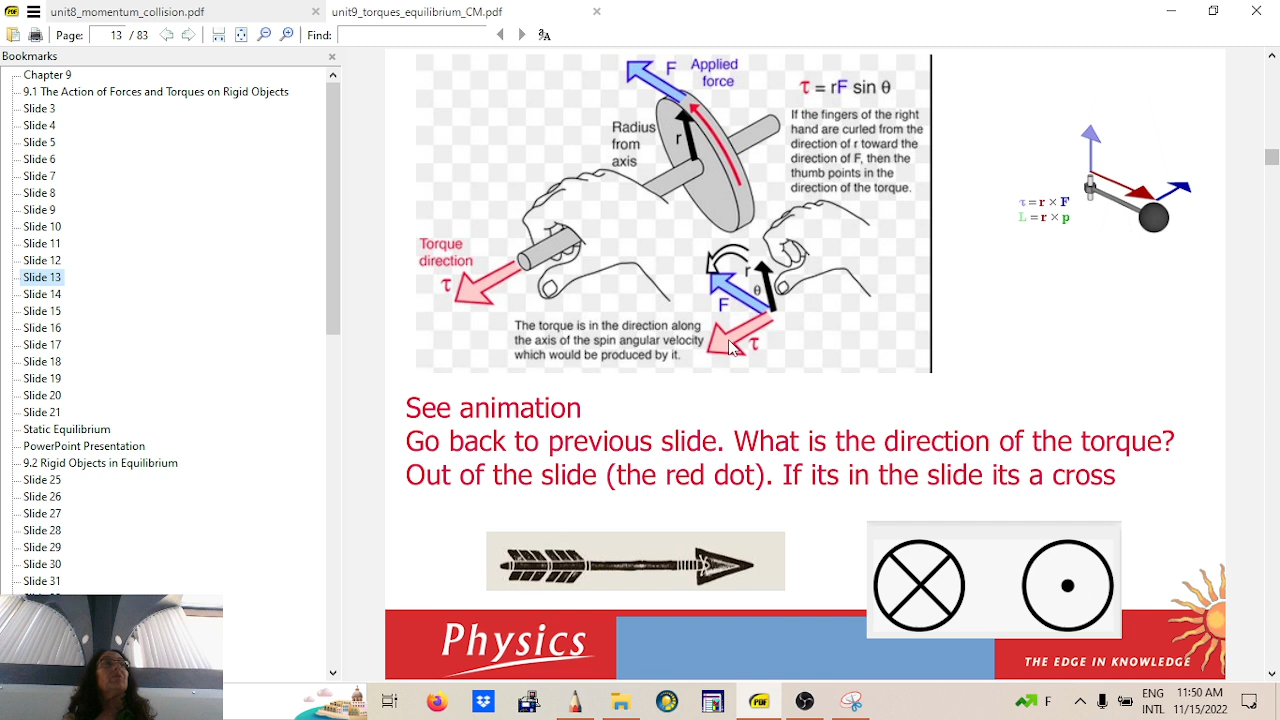 unit8_momentum_collision.pdf
unit9_torques_equilibrium_CM.pdf
Page: 13 / 83
Find:
Bookmarks
Chapter 9
9.1 The Action of Forces and Torques on Rigid Objects
Slide 3
Slide 4
Slide 5
Slide 6
Slide 7
Slide 8
Slide 9
Slide 10
Slide 11
Slide 12
Slide 13
Slide 14
Slide 15
Slide 16
Slide 17
Slide 18
Slide 19
Slide 20
Slide 21
Static Equilibrium
PowerPoint Presentation
9.2 Rigid Objects in Equilibrium
Slide 25
Slide 26
Slide 27
Slide 28
Slide 29
Slide 30
Slide 31
F
Applied
force
τ = rF sin θ
Radius
from
axis
r
If the fingers of the right
hand are curled from the
direction of r toward the
direction of F, then the
thumb points in the
direction of the torque.
Torque
direction
τ
r
θ
F
τ
The torque is in the direction along
the axis of the spin angular velocity
which would be produced by it.
τ = r × F
L = r × p
See animation
Go back to previous slide. What is the direction of the torque?
Out of the slide (the red dot). If its in the slide its a cross
Physics
THE EDGE IN KNOWLEDGE
PDF
F
ENG
INTL
11:50 AM
11/15/2022